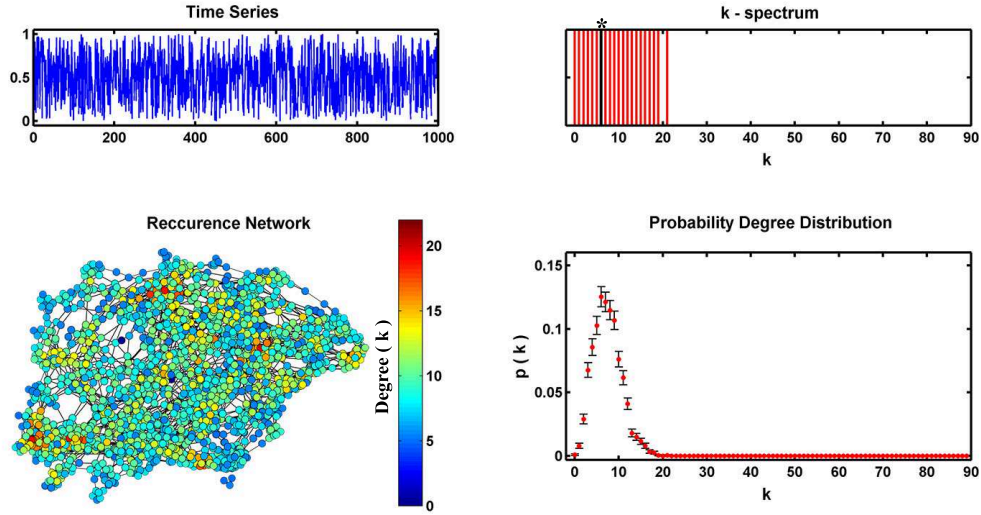 Time Series
k - spectrum
*
1
0.5
0
0 200 400 600 800 1000
0 10 20 30 40 50 60 70 80 90
k
Reccurence Network
Probability Degree Distribution
20
15
10
5
0
Degree ( k )
0.15
0.1
0.05
0
p ( k )
0 10 20 30 40 50 60 70 80 90
k